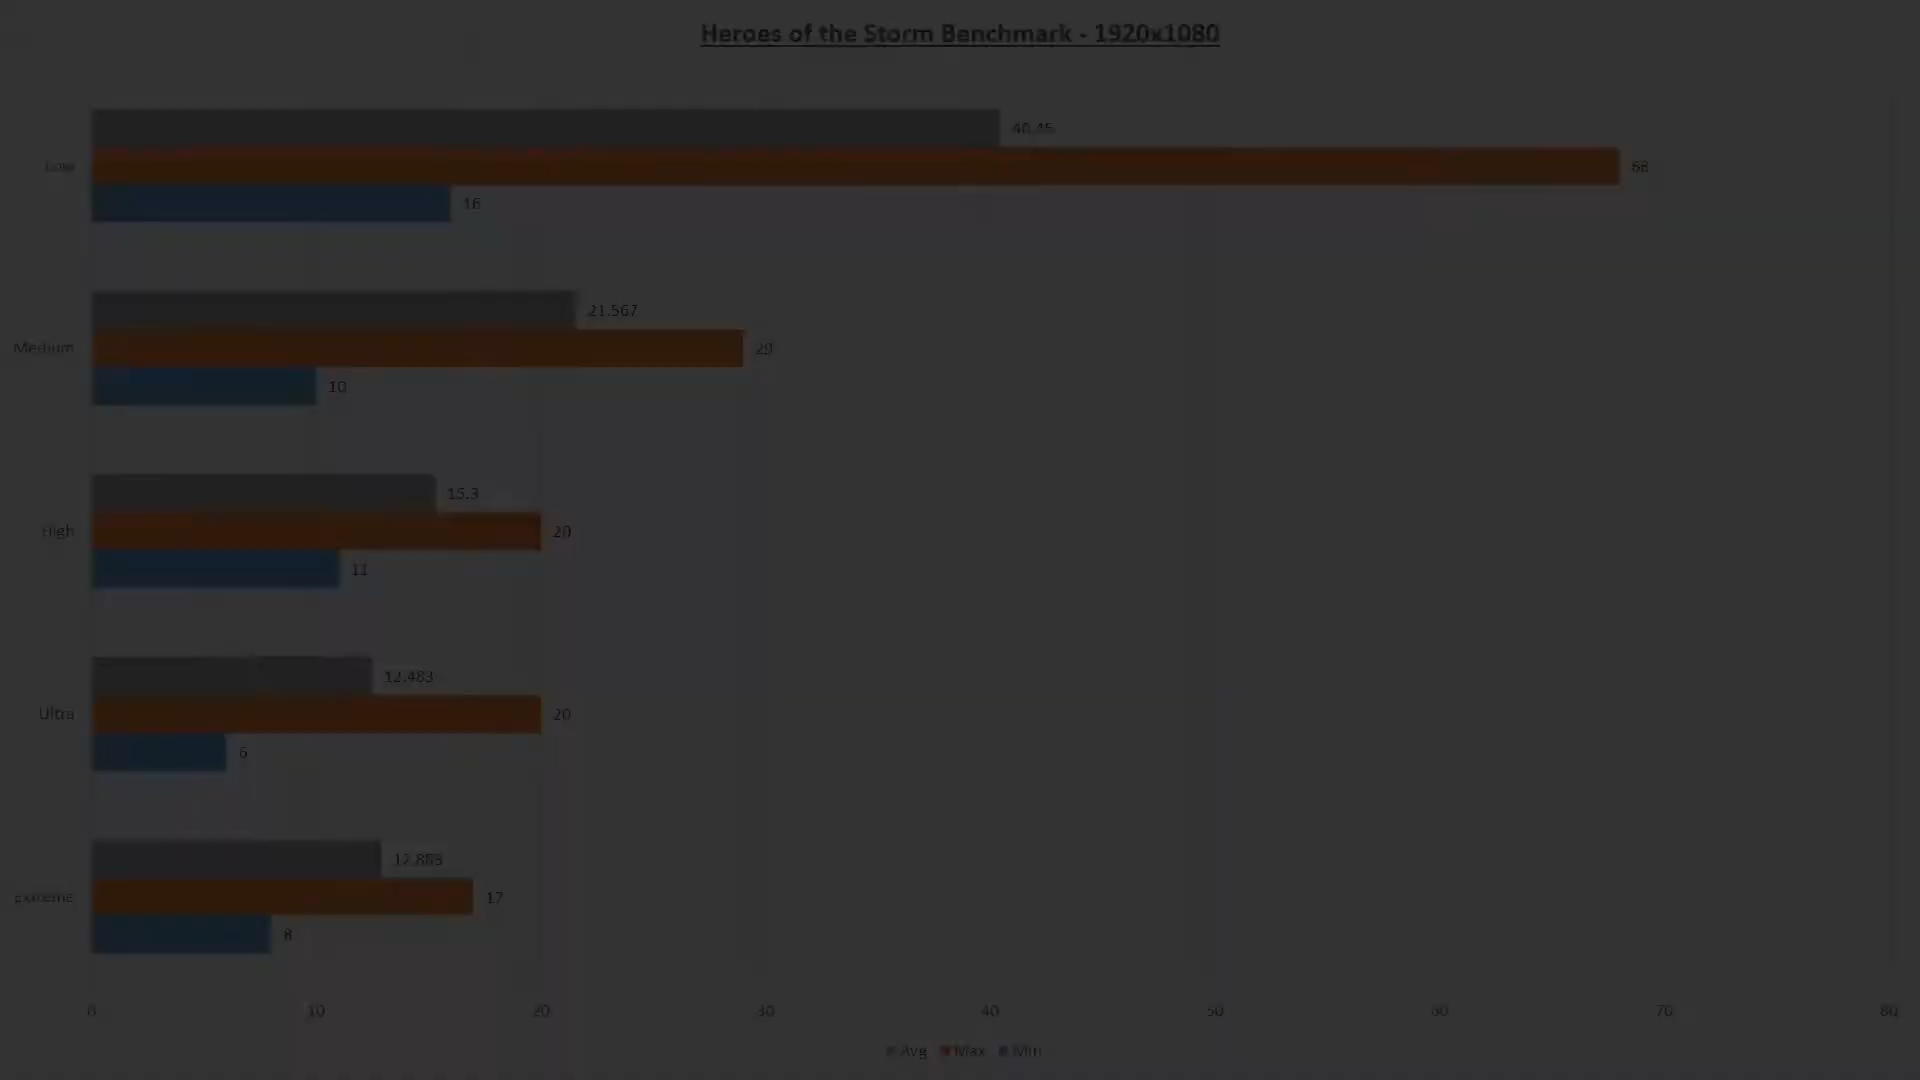 Heroes of the Storm Benchmark - 1920x1080
40.45
Low
68
16
21.567
Medium
29
10
15.3
High
20
11
12.483
Ultra
20
6
Extreme
17
8
0 10 20 30 40 50 60 70 80
Avg Max Min